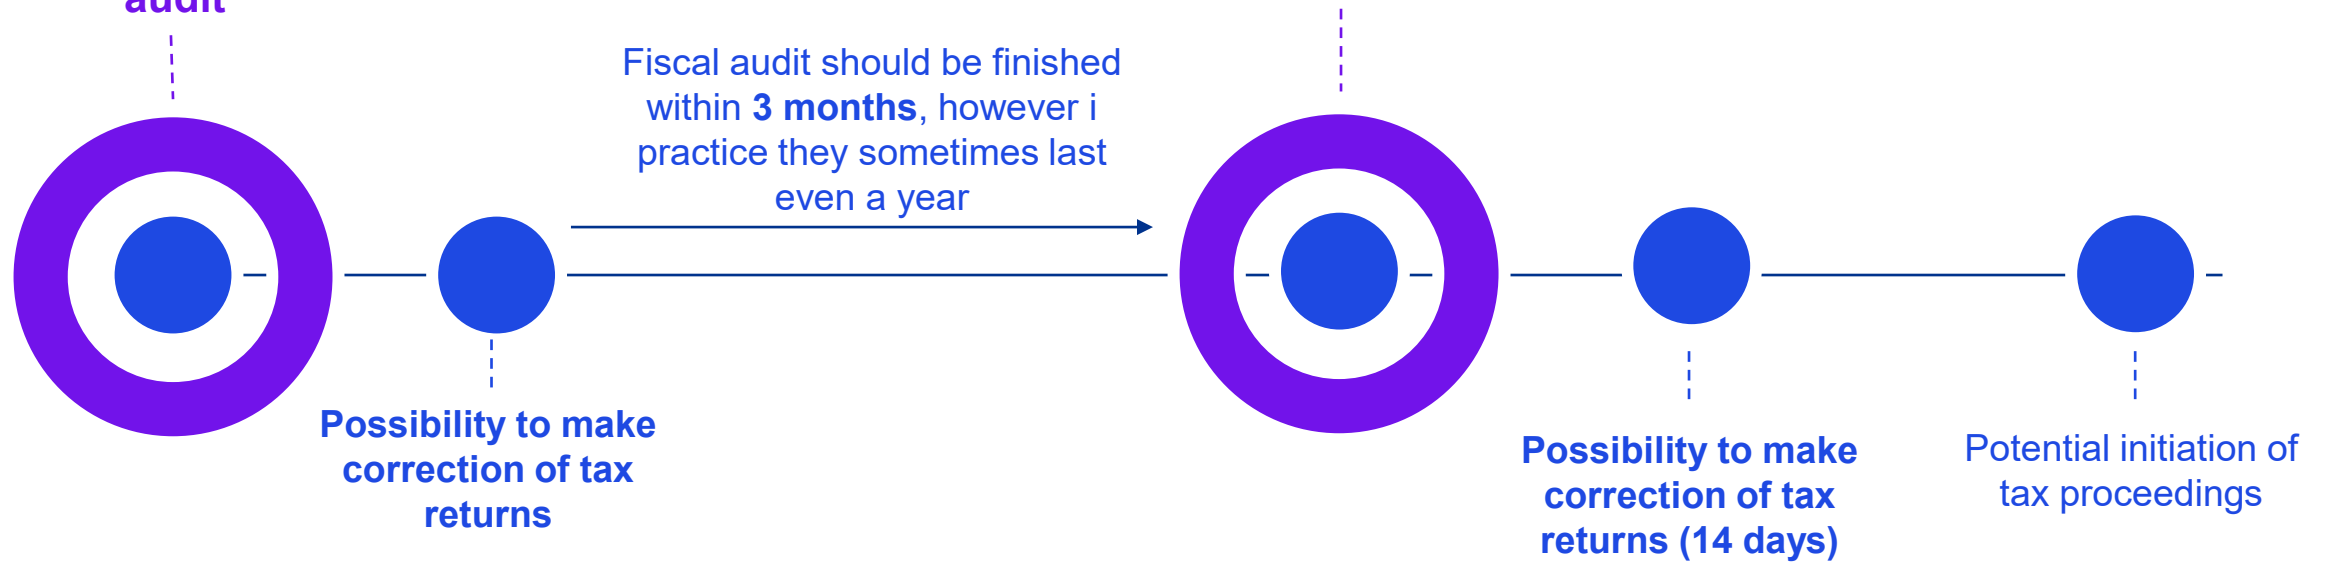 audit
Fiscal audit should be finished
within 3 months, however i
practice they sometimes last
even a year
Possibility to make
correction of tax
returns
Possibility to make
correction of tax
returns (14 days)
Potential initiation of
tax proceedings